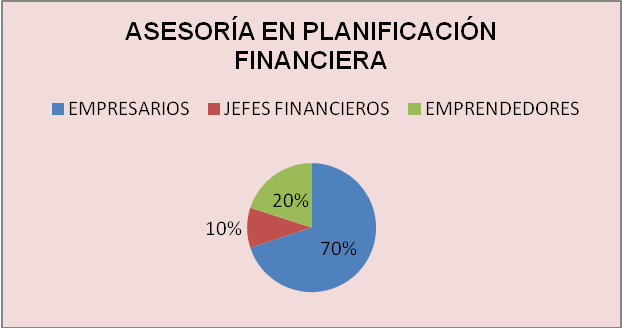 ASESORÍA EN PLANIFICACIÓN
FINANCIERA
EMPRESARIOS JEFES FINANCIEROS EMPRENDEDORES
20%
10%
70%